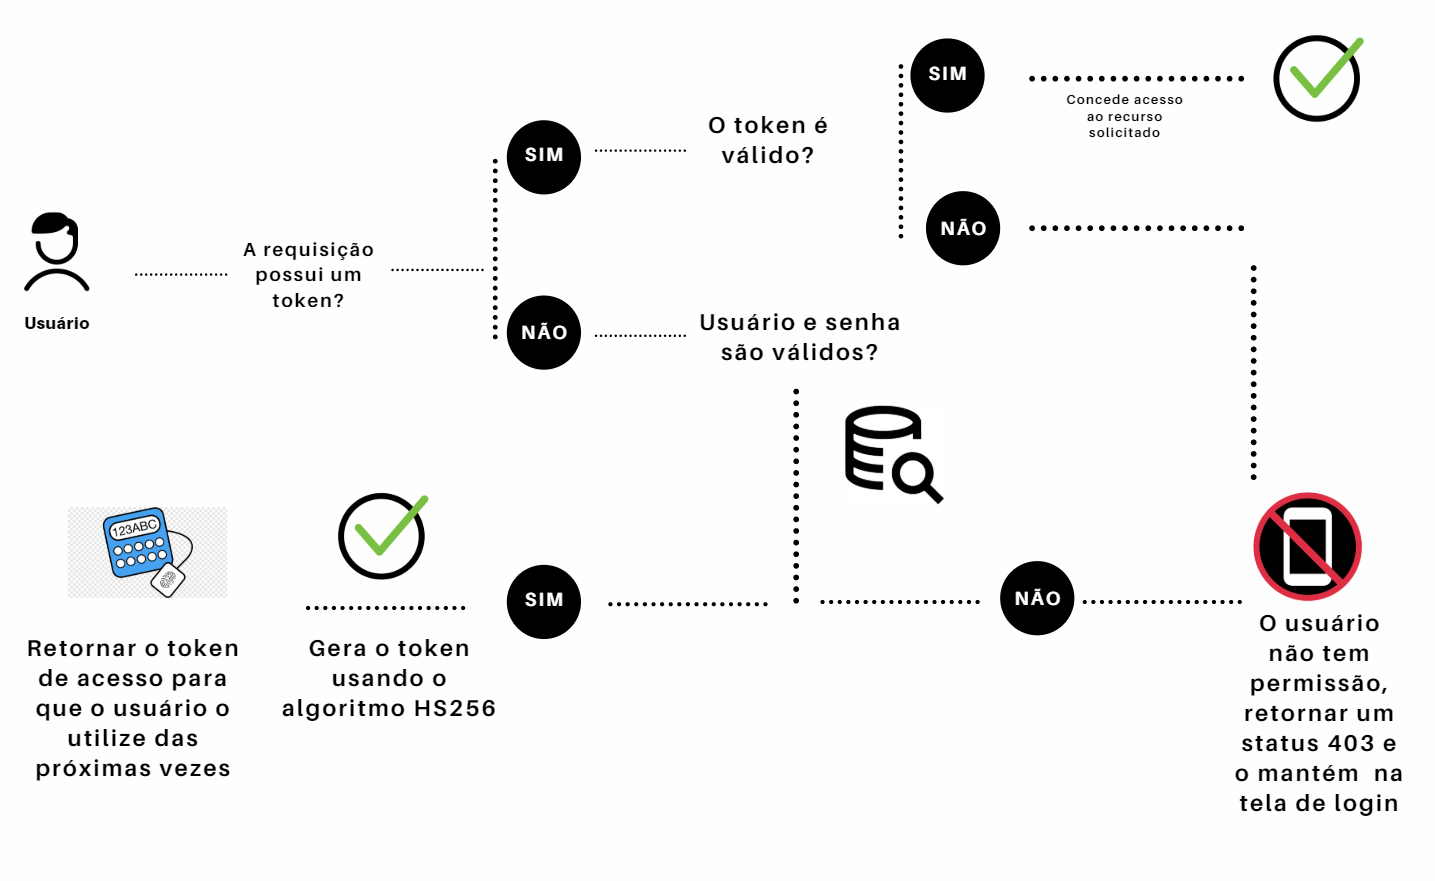 Usuário
A requisição
possui um
token?
SIM
O token é
válido?
SIM
Concede acesso
ao recurso
solicitado
NÃO
NÃO
Usuário e senha
são válidos?
123ABC
SIM
NÃO
Retornar o token
de acesso para
que o usuário o
utilize das
próximas vezes
Gera o token
usando o
algoritmo HS256
O usuário
não tem
permissão,
retornar um
status 403 e
o mantém na
tela de login